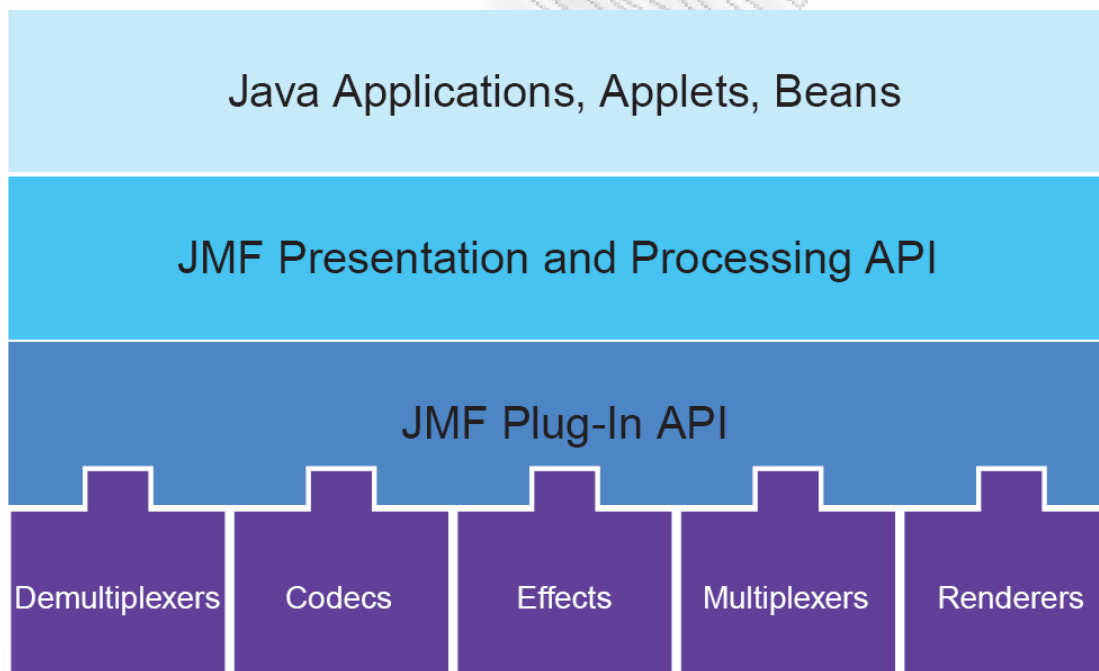 Java Applications, Applets, Beans
JMF Presentation and Processing API
JMF Plug-In API
Demultiplexers
Codecs
Effects
Multiplexers
Renderers